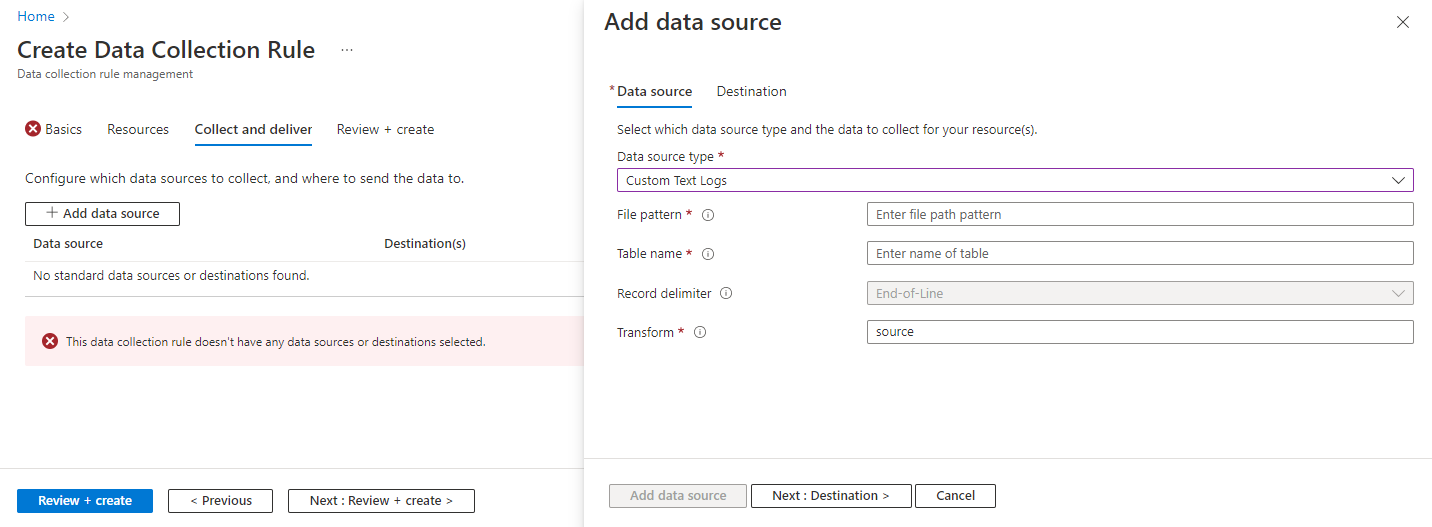 Home
Create Data Collection Rule ...
Data collection rule management
Basics Resources Collect and deliver Review + create
Configure which data sources to collect, and where to send the data to.
+ Add data source
Data source Destination(s)
No standard data sources or destinations found.
This data collection rule doesn't have any data sources or destinations selected.
Review + create < Previous Next : Review + create >
Add data source
* Data source Destination
Select which data source type and the data to collect for your resource(s).
Data source type *
Custom Text Logs
File pattern * Enter file path pattern
Table name * Enter name of table
Record delimiter End-of-Line
Transform * source
Add data source Next : Destination > Cancel